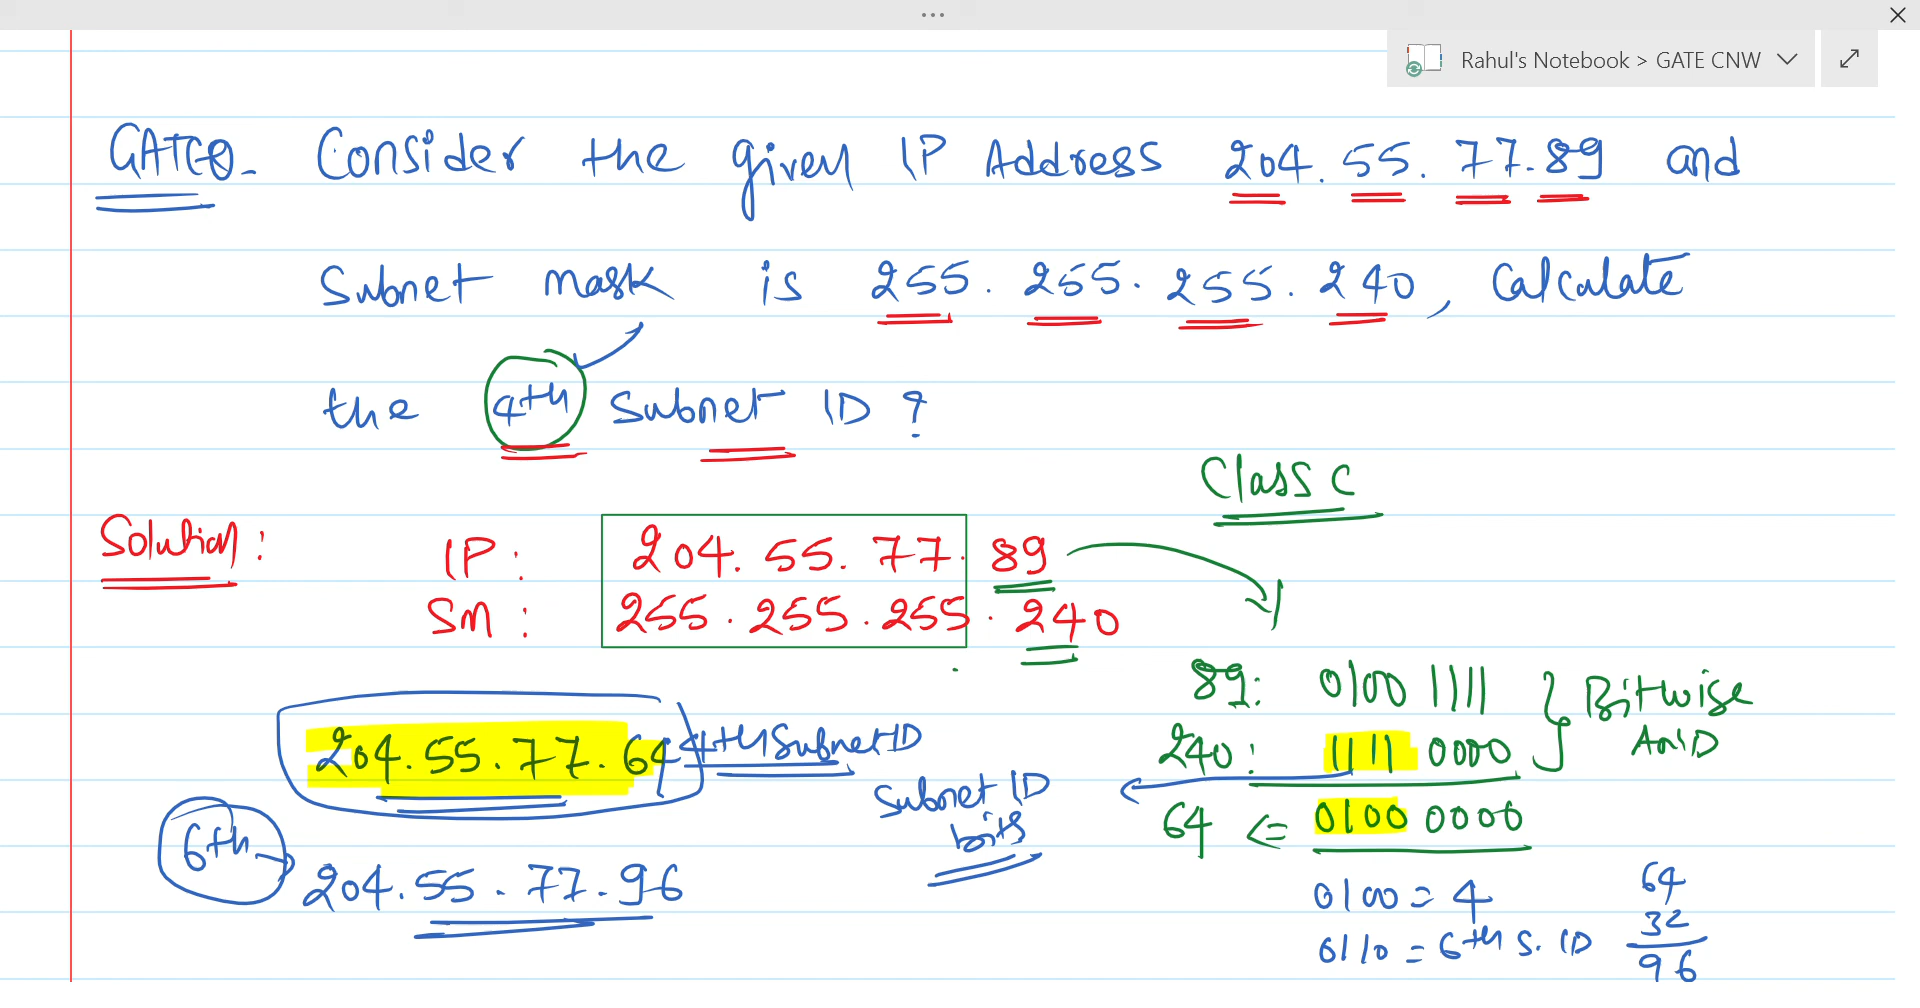 ...
Rahul's Notebook > GATE CNW
GATEQ- Consider the given IP Address 204.55.77.89 and
Subnet mask is 255.255.255.240, Calculate
the 4th Subnet ID ?
Class C
Solution: IP: 204.55.77.89
SM: 255.255.255.240
89: 0100 1111 } Bitwise
204.55.77.64 4th Subnet ID 240: 1111 0000 AND
Subnet ID 64 <= 0100 0000
bits
6th → 204.55.77.96
0100 = 4 64
0110 = 6th S. ID 32
96